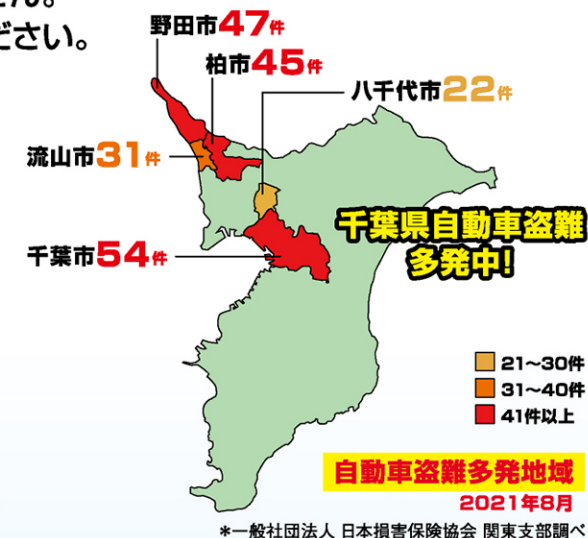 ださい。
野田市47件
柏市45件
八千代市22件
流山市31件
千葉県自動車盗難
多発中!
千葉市54件
21〜30件
31〜40件
41件以上
自動車盗難多発地域
2021年8月
*一般社団法人 日本損害保険協会 関東支部調べ